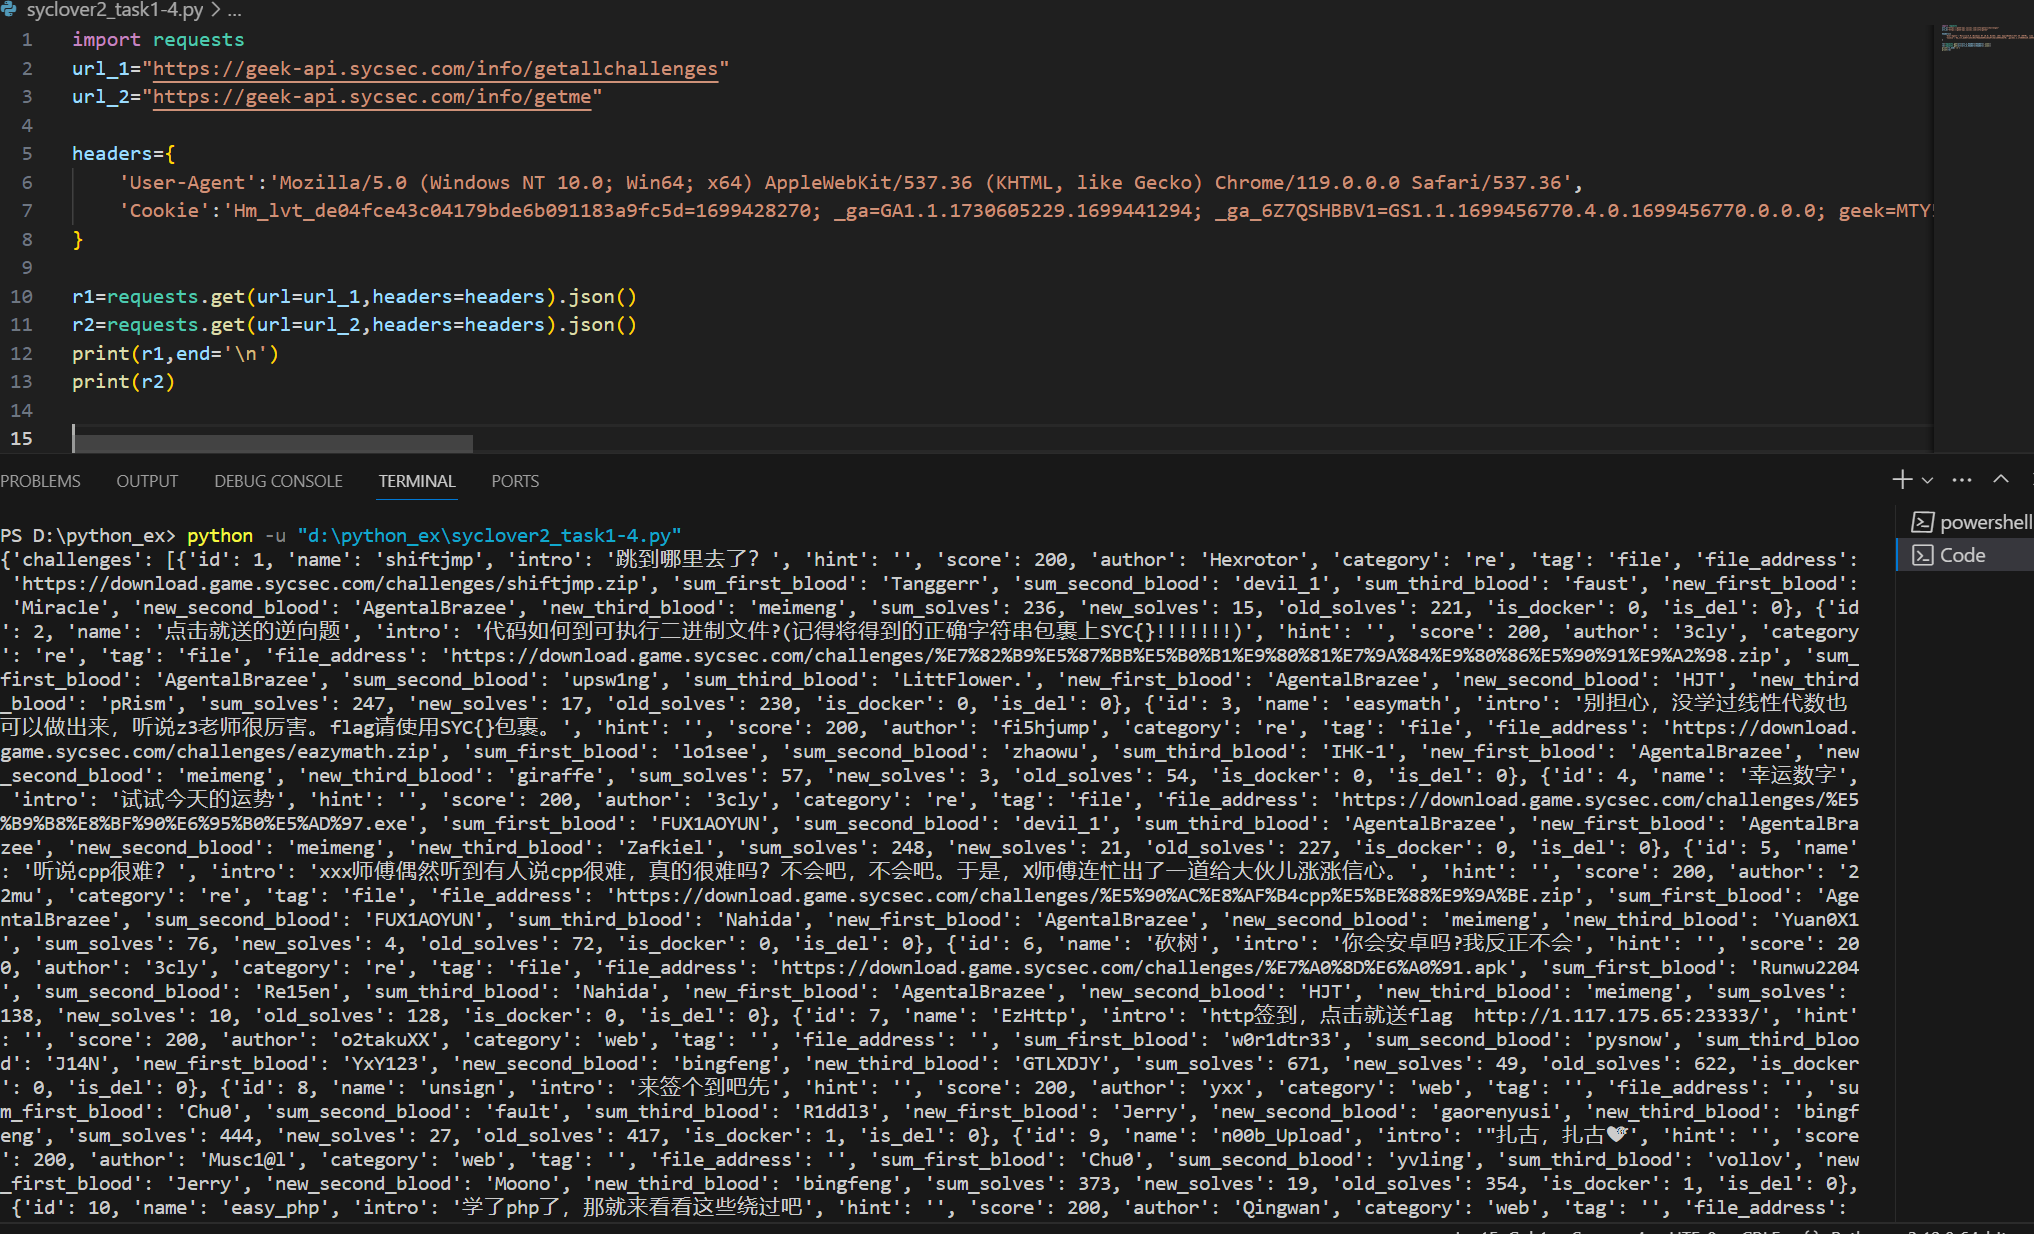 syclover2_task1-4.py > ...
1 import requests
2 url_1="https://geek-api.sycsec.com/info/getallchallenges"
3 url_2="https://geek-api.sycsec.com/info/getme"
4
5 headers={
6 'User-Agent':'Mozilla/5.0 (Windows NT 10.0; Win64; x64) AppleWebKit/537.36 (KHTML, like Gecko) Chrome/119.0.0.0 Safari/537.36',
7 'Cookie':'Hm_lvt_de04fce43c04179bde6b091183a9fc5d=1699428270; _ga=GA1.1.1730605229.1699441294; _ga_6Z7QSHBBV1=GS1.1.1699456770.4.0.1699456770.0.0.0; geek=MTY
8 }
9
10 r1=requests.get(url=url_1,headers=headers).json()
11 r2=requests.get(url=url_2,headers=headers).json()
12 print(r1,end='\n')
13 print(r2)
14
15
PROBLEMS OUTPUT DEBUG CONSOLE TERMINAL PORTS
powershell
Code
PS D:\python_ex> python -u "d:\python_ex\syclover2_task1-4.py"
{'challenges': [{'id': 1, 'name': 'shiftjmp', 'intro': '跳到哪里去了？', 'hint': '', 'score': 200, 'author': 'Hexrotor', 'category': 're', 'tag': 'file', 'file_address':
'https://download.game.sycsec.com/challenges/shiftjmp.zip', 'sum_first_blood': 'Tanggerr', 'sum_second_blood': 'devil_1', 'sum_third_blood': 'faust', 'new_first_blood':
'Miracle', 'new_second_blood': 'AgentalBrazee', 'new_third_blood': 'meimeng', 'sum_solves': 236, 'new_solves': 15, 'old_solves': 221, 'is_docker': 0, 'is_del': 0}, {'id
': 2, 'name': '点击就送的逆向题', 'intro': '代码如何到可执行二进制文件?(记得将得到的正确字符串包裹上SYC{}!!!!!!!)', 'hint': '', 'score': 200, 'author': '3cly', 'category
': 're', 'tag': 'file', 'file_address': 'https://download.game.sycsec.com/challenges/%E7%82%B9%E5%87%BB%E5%B0%B1%E9%80%81%E7%9A%84%E9%80%86%E5%90%91%E9%A2%98.zip', 'sum_
first_blood': 'AgentalBrazee', 'sum_second_blood': 'upsw1ng', 'sum_third_blood': 'LittFlower.', 'new_first_blood': 'AgentalBrazee', 'new_second_blood': 'HJT', 'new_third
_blood': 'pRism', 'sum_solves': 247, 'new_solves': 17, 'old_solves': 230, 'is_docker': 0, 'is_del': 0}, {'id': 3, 'name': 'easymath', 'intro': '别担心，没学过线性代数也
可以做出来，听说z3老师很厉害。flag请使用SYC{}包裹。', 'hint': '', 'score': 200, 'author': 'fi5hjump', 'category': 're', 'tag': 'file', 'file_address': 'https://download.
game.sycsec.com/challenges/eazymath.zip', 'sum_first_blood': 'lo1see', 'sum_second_blood': 'zhaowu', 'sum_third_blood': 'IHK-1', 'new_first_blood': 'AgentalBrazee', 'new
_second_blood': 'meimeng', 'new_third_blood': 'giraffe', 'sum_solves': 57, 'new_solves': 3, 'old_solves': 54, 'is_docker': 0, 'is_del': 0}, {'id': 4, 'name': '幸运数字',
'intro': '试试今天的运势', 'hint': '', 'score': 200, 'author': '3cly', 'category': 're', 'tag': 'file', 'file_address': 'https://download.game.sycsec.com/challenges/%E5
%B9%B8%E8%BF%90%E6%95%B0%E5%AD%97.exe', 'sum_first_blood': 'FUX1AOYUN', 'sum_second_blood': 'devil_1', 'sum_third_blood': 'AgentalBrazee', 'new_first_blood': 'AgentalBra
zee', 'new_second_blood': 'meimeng', 'new_third_blood': 'Zafkiel', 'sum_solves': 248, 'new_solves': 21, 'old_solves': 227, 'is_docker': 0, 'is_del': 0}, {'id': 5, 'name'
: '听说cpp很难？', 'intro': 'xxx师傅偶然听到有人说cpp很难，真的很难吗？不会吧，不会吧。于是，X师傅连忙出了一道给大伙儿涨涨信心。', 'hint': '', 'score': 200, 'author': '2
2mu', 'category': 're', 'tag': 'file', 'file_address': 'https://download.game.sycsec.com/challenges/%E5%90%AC%E8%AF%B4cpp%E5%BE%88%E9%9A%BE.zip', 'sum_first_blood': 'Age
ntalBrazee', 'sum_second_blood': 'FUX1AOYUN', 'sum_third_blood': 'Nahida', 'new_first_blood': 'AgentalBrazee', 'new_second_blood': 'meimeng', 'new_third_blood': 'Yuan0X1
', 'sum_solves': 76, 'new_solves': 4, 'old_solves': 72, 'is_docker': 0, 'is_del': 0}, {'id': 6, 'name': '砍树', 'intro': '你会安卓吗?我反正不会', 'hint': '', 'score': 20
0, 'author': '3cly', 'category': 're', 'tag': 'file', 'file_address': 'https://download.game.sycsec.com/challenges/%E7%A0%8D%E6%A0%91.apk', 'sum_first_blood': 'Runwu2204
', 'sum_second_blood': 'Re15en', 'sum_third_blood': 'Nahida', 'new_first_blood': 'AgentalBrazee', 'new_second_blood': 'HJT', 'new_third_blood': 'meimeng', 'sum_solves':
138, 'new_solves': 10, 'old_solves': 128, 'is_docker': 0, 'is_del': 0}, {'id': 7, 'name': 'EzHttp', 'intro': 'http签到，点击就送flag  http://1.117.175.65:23333/', 'hint'
: '', 'score': 200, 'author': 'o2takuXX', 'category': 'web', 'tag': '', 'file_address': '', 'sum_first_blood': 'w0r1dtr33', 'sum_second_blood': 'pysnow', 'sum_third_bloo
d': 'J14N', 'new_first_blood': 'YxY123', 'new_second_blood': 'bingfeng', 'new_third_blood': 'GTLXDJY', 'sum_solves': 671, 'new_solves': 49, 'old_solves': 622, 'is_docker
': 0, 'is_del': 0}, {'id': 8, 'name': 'unsign', 'intro': '来签个到吧先', 'hint': '', 'score': 200, 'author': 'yxx', 'category': 'web', 'tag': '', 'file_address': '', 'su
m_first_blood': 'Chu0', 'sum_second_blood': 'fault', 'sum_third_blood': 'R1ddl3', 'new_first_blood': 'Jerry', 'new_second_blood': 'gaorenyusi', 'new_third_blood': 'bingf
eng', 'sum_solves': 444, 'new_solves': 27, 'old_solves': 417, 'is_docker': 1, 'is_del': 0}, {'id': 9, 'name': 'n00b_Upload', 'intro': '"扎古，扎古', 'hint': '', 'score
': 200, 'author': 'Musc1@l', 'category': 'web', 'tag': '', 'file_address': '', 'sum_first_blood': 'Chu0', 'sum_second_blood': 'yvling', 'sum_third_blood': 'vollov', 'new
_first_blood': 'Jerry', 'new_second_blood': 'Moono', 'new_third_blood': 'bingfeng', 'sum_solves': 373, 'new_solves': 19, 'old_solves': 354, 'is_docker': 1, 'is_del': 0},
{'id': 10, 'name': 'easy_php', 'intro': '学了php了，那就来看看这些绕过吧', 'hint': '', 'score': 200, 'author': 'Qingwan', 'category': 'web', 'tag': '', 'file_address':